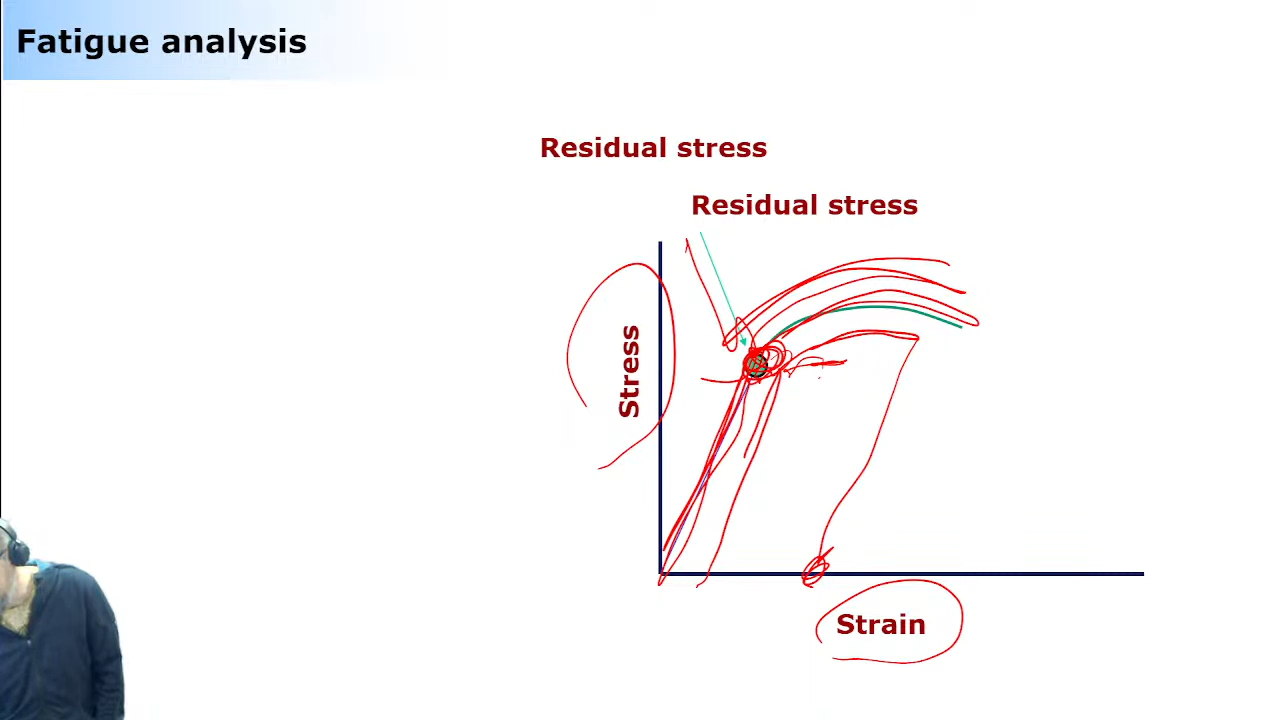 Fatigue analysis
Residual stress
Residual stress
Stress
Strain